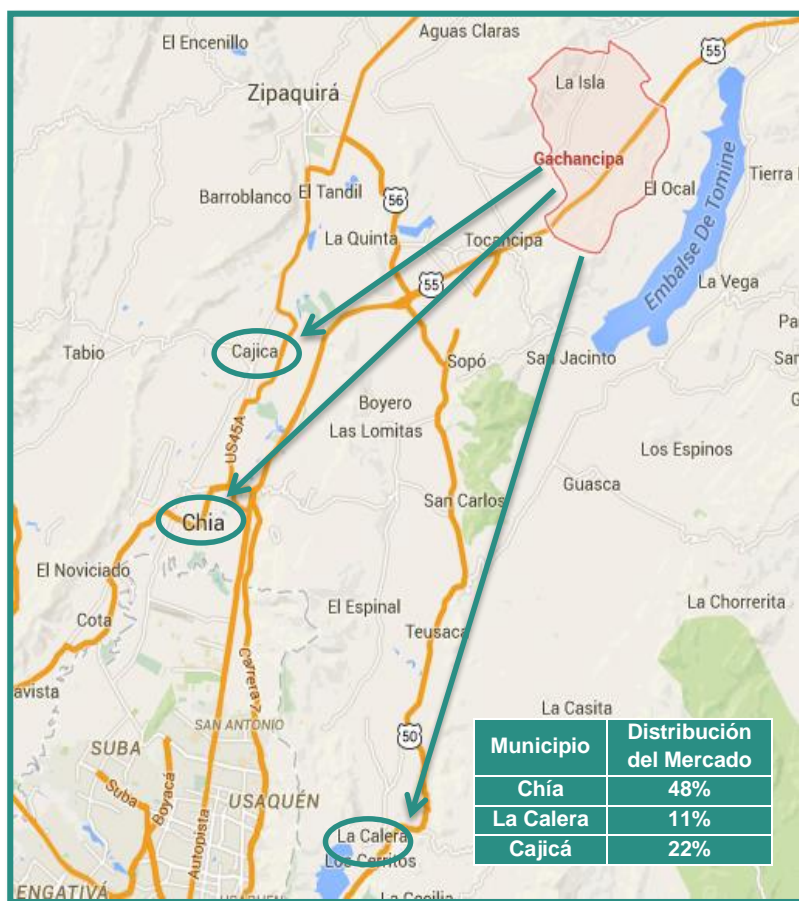 El Encenillo
Aguas Claras
55
Zipaquirá
La Isla
Gachancipa
Barroblanco
El Tandil
56
El Ocal
Tierra
La Quinta
Tocancipa
Embalse De Tomine
55
La Vega
Tabio
Cajica
Sopó
San Jacinto
Boyero
Las Lomitas
US45A
Los Espinos
San Carlos
Guasca
Chia
El Noviciado
El Espinal
La Chorrerita
Cota
Teusaca
avista
Carrera 7
La Casita
SAN ANTONIO
50
SUBA
Suba
Boyacá
USAQUÉN
Autopista
La Calera
Los Cerritos
ENGATIVÁ
Municipio Distribución
del Mercado
Chía 48%
La Calera 11%
Cajicá 22%